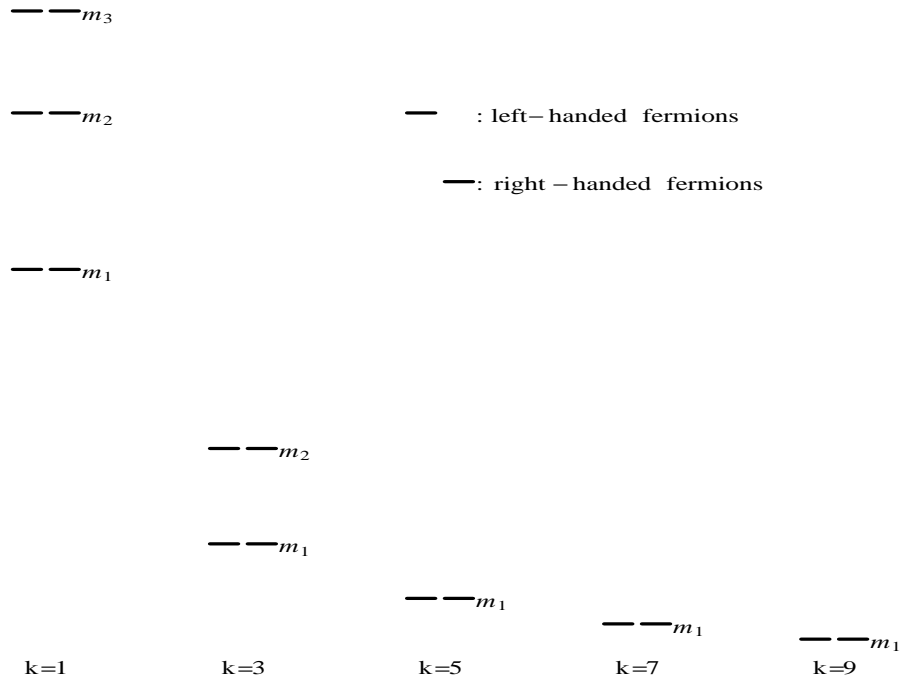 m₃
m₂
: left–handed fermions
: right –handed fermions
m₁
m₂
m₁
m₁
m₁
m₁
k=1 k=3 k=5 k=7 k=9